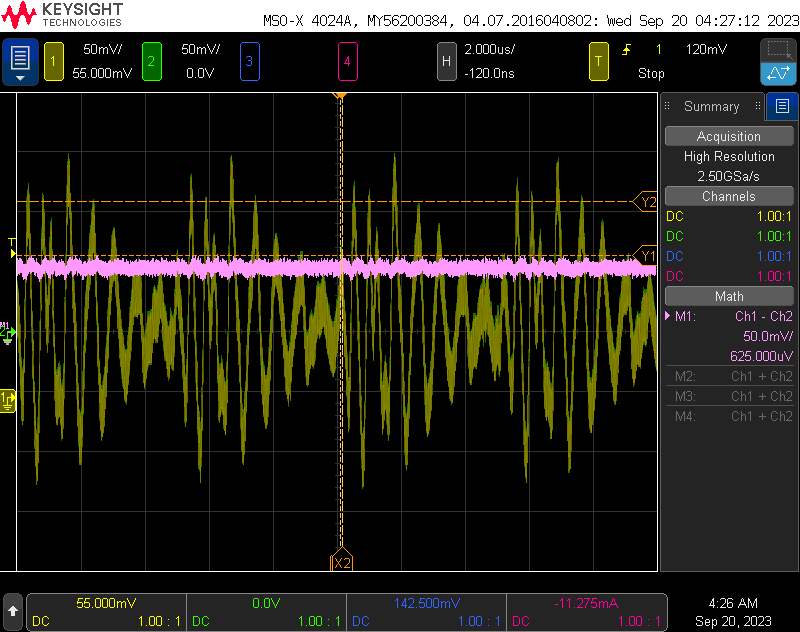 KEYSIGHT
TECHNOLOGIES
MSO-X 4024A, MY56200384, 04.07.2016040802: Wed Sep 20 04:27:12 2023
1 50mV/ 2 50mV/ 3 4 H 2.000us/ T 1 120mV
55.000mV 0.0V -120.0ns Stop
Summary
Acquisition
High Resolution
2.50GSa/s
Channels
DC 1.00:1
DC 1.00:1
DC 1.00:1
DC 1.00:1
Math
M1: Ch1 - Ch2
50.0mV/
625.000uV
M2: Ch1 + Ch2
M3: Ch1 + Ch2
M4: Ch1 + Ch2
Y2
T
Y1
M1
2
1
X2
55.000mV 0.0V 142.500mV -11.275mA
DC 1.00 : 1 DC 1.00 : 1 DC 1.00 : 1 DC 1.00 : 1
4:26 AM
Sep 20, 2023